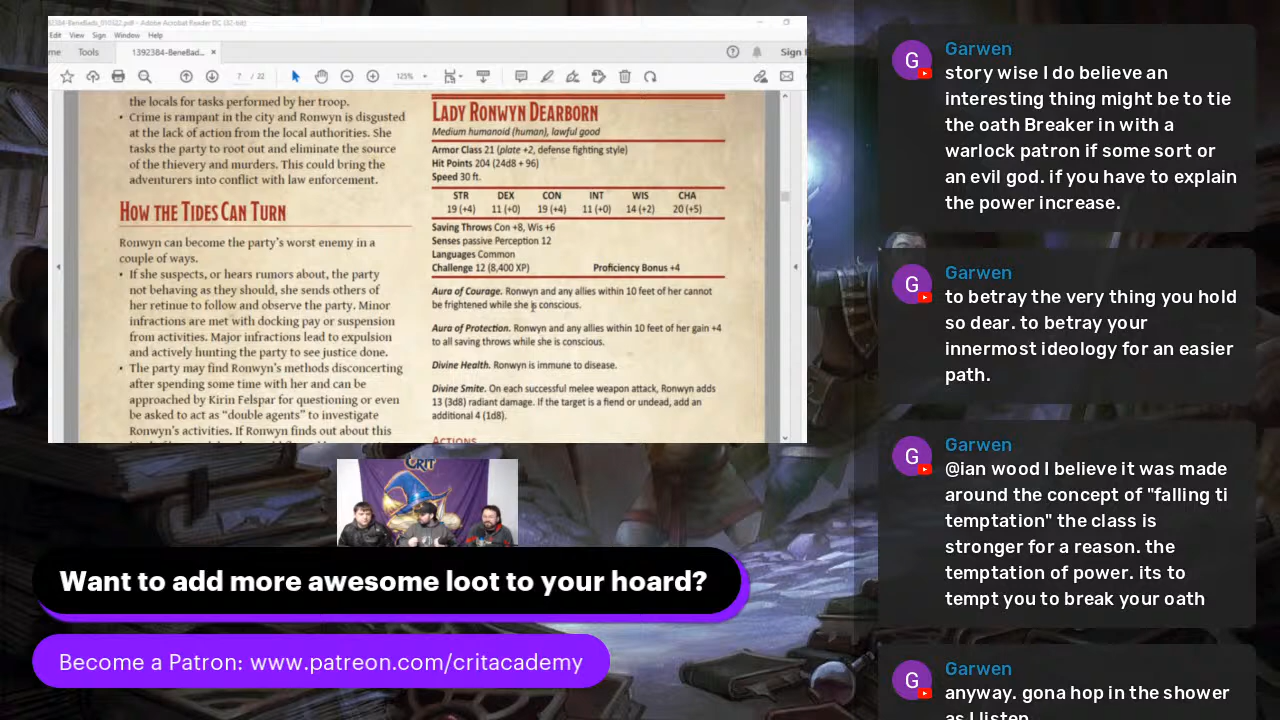 92384-BeneBads_010322.pdf - Adobe Acrobat Reader DC (32-bit)
Edit View Sign Window Help
me Tools 1392384-BeneBad... × Sign I
? / 22 125%
the locals for tasks performed by her troop.
• Crime is rampant in the city and Ronwyn is disgusted
at the lack of action from the local authorities. She
tasks the party to root out and eliminate the source
of the thievery and murders. This could bring the
adventurers into conflict with law enforcement.
HOW THE TIDES CAN TURN
Ronwyn can become the party's worst enemy in a
couple of ways.
• If she suspects, or hears rumors about, the party
not behaving as they should, she sends others of
her retinue to follow and observe the party. Minor
infractions are met with docking pay or suspension
from activities. Major infractions lead to expulsion
and actively hunting the party to see justice done.
• The party may find Ronwyn's methods disconcerting
after spending some time with her and can be
approached by Kirin Felspar for questioning or even
be asked to act as "double agents" to investigate
Ronwyn's activities. If Ronwyn finds out about this
LADY RONWYN DEARBORN
Medium humanoid (human), lawful good
Armor Class 21 (plate +2, defense fighting style)
Hit Points 204 (24d8 + 96)
Speed 30 ft.
STR DEX CON INT WIS CHA
19 (+4) 11 (+0) 19 (+4) 11 (+0) 14 (+2) 20 (+5)
Saving Throws Con +8, Wis +6
Senses passive Perception 12
Languages Common
Challenge 12 (8,400 XP) Proficiency Bonus +4
Aura of Courage. Ronwyn and any allies within 10 feet of her cannot
be frightened while she is conscious.
Aura of Protection. Ronwyn and any allies within 10 feet of her gain +4
to all saving throws while she is conscious.
Divine Health. Ronwyn is immune to disease.
Divine Smite. On each successful melee weapon attack, Ronwyn adds
13 (3d8) radiant damage. If the target is a fiend or undead, add an
additional 4 (1d8).
ACTIONS
CRIT
Want to add more awesome loot to your hoard?
Become a Patron: www.patreon.com/critacademy
G
Garwen
story wise I do believe an
interesting thing might be to tie
the oath Breaker in with a
warlock patron if some sort or
an evil god. if you have to explain
the power increase.
G
Garwen
to betray the very thing you hold
so dear. to betray your
innermost ideology for an easier
path.
G
Garwen
@ian wood I believe it was made
around the concept of "falling ti
temptation" the class is
stronger for a reason. the
temptation of power. its to
tempt you to break your oath
G
Garwen
anyway. gona hop in the shower
as I listen